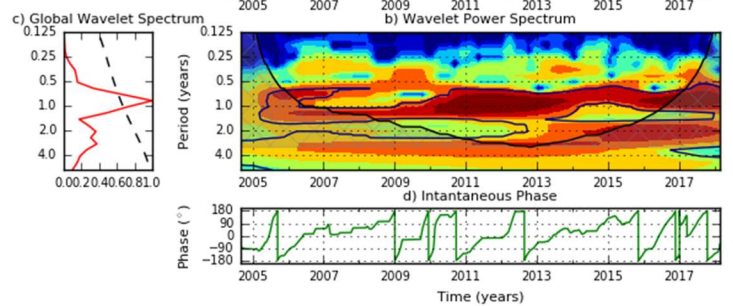 2005 2007 2009 2011 2013 2015 2017
c) Global Wavelet Spectrum b) Wavelet Power Spectrum
0.125 0.125
0.25 0.25
0.5 0.5
1.0 1.0
2.0 2.0
4.0 4.0
Period (years)
0.00.20.40.60.81.0 2005 2007 2009 2011 2013 2015 2017
d) Intantaneous Phase
180
90
0
−90
−180
Phase (°)
2005 2007 2009 2011 2013 2015 2017
Time (years)